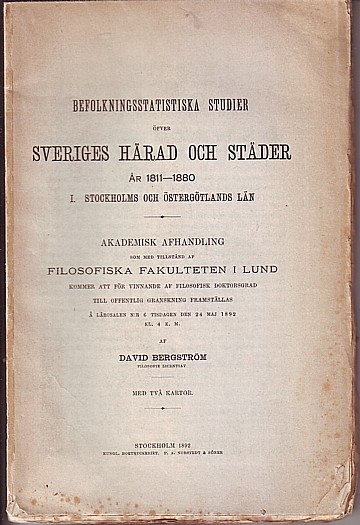 BEFOLKNINGSSTATISTISKA STUDIER
ÖFVER
SVERIGES HÄRAD OCH STÄDER
ÅR 1811—1880
I. STOCKHOLMS OCH ÖSTERGÖTLANDS LÄN
AKADEMISK AFHANDLING
SOM MED TILLSTÅND AF
FILOSOFISKA FAKULTETEN I LUND
KOMMER ATT FÖR VINNANDE AF FILOSOFISK DOKTORSGRAD
TILL OFFENTLIG GRANSKNING FRAMSTÄLLAS
Å LÄROSALEN N:R 6 TISDAGEN DEN 24 MAJ 1892
KL. 4 E. M.
AF
DAVID BERGSTRÖM
FILOSOFIE LICENTIAT
MED TVÅ KARTOR.
STOCKHOLM 1892
KUNGL. BOKTRYCKERIET. P. A. NORSTEDT & SÖNER